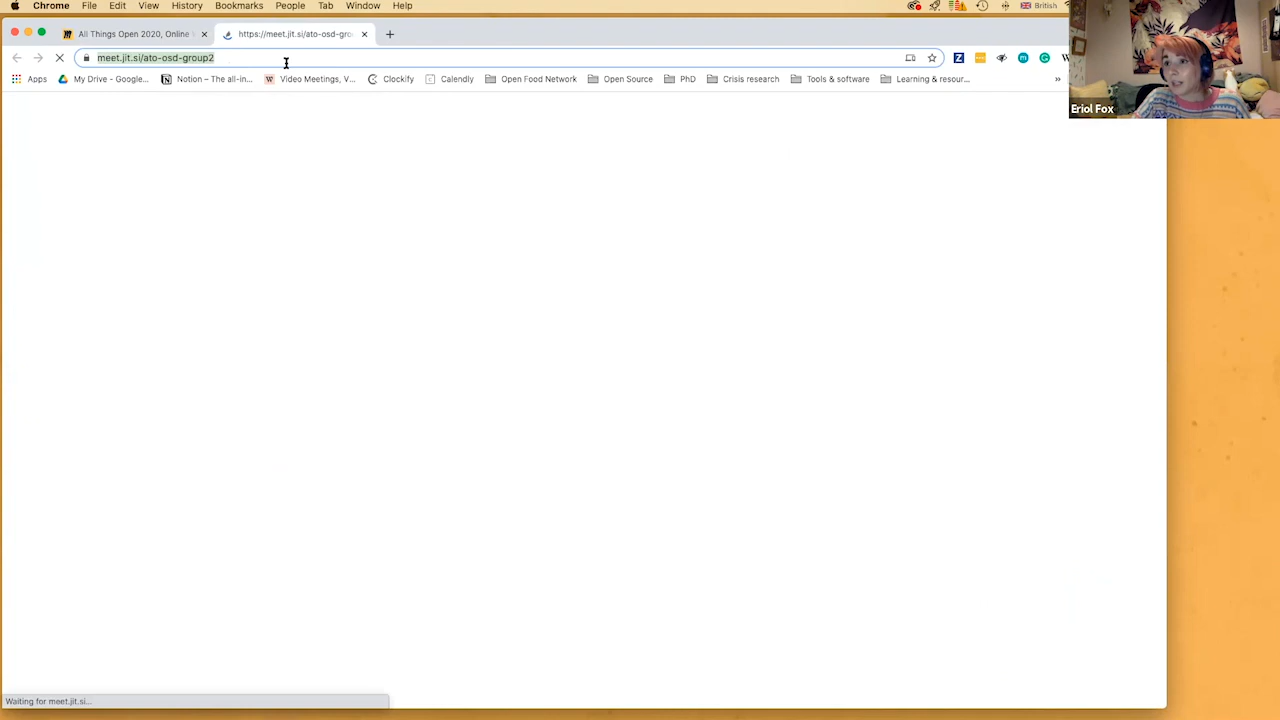 Chrome File Edit View History Bookmarks People Tab Window Help British
All Things Open 2020, Online https://meet.jit.si/ato-osd-gro
meet.jit.si/ato-osd-group2
Apps My Drive - Google... Notion – The all-in... Video Meetings, V... Clockify Calendly Open Food Network Open Source PhD Crisis research Tools & software Learning & resour... »
Eriol Fox
Waiting for meet.jit.si...